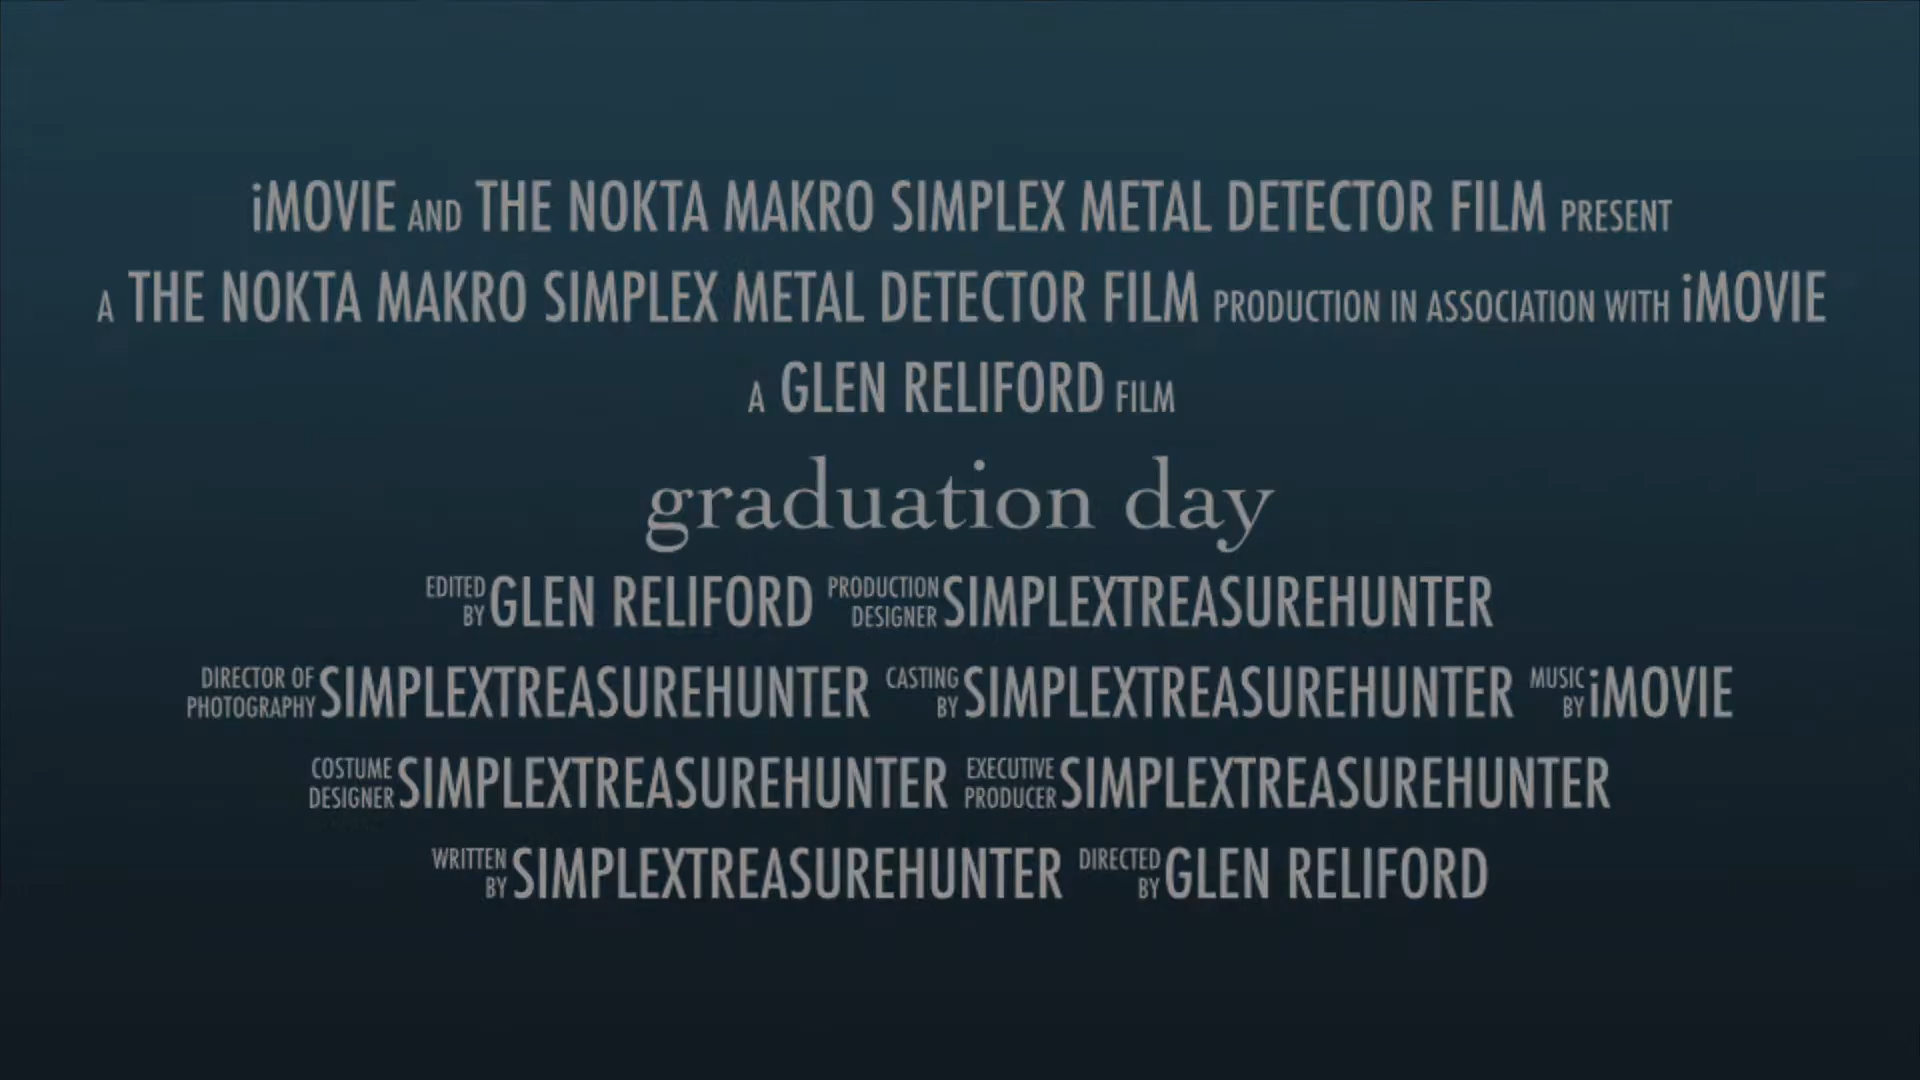 iMOVIE AND THE NOKTA MAKRO SIMPLEX METAL DETECTOR FILM PRESENT
A THE NOKTA MAKRO SIMPLEX METAL DETECTOR FILM PRODUCTION IN ASSOCIATION WITH iMOVIE
A GLEN RELIFORD FILM
graduation day
EDITED BY GLEN RELIFORD PRODUCTION DESIGNER SIMPLEXTREASUREHUNTER
DIRECTOR OF PHOTOGRAPHY SIMPLEXTREASUREHUNTER CASTING BY SIMPLEXTREASUREHUNTER MUSIC BY iMOVIE
COSTUME DESIGNER SIMPLEXTREASUREHUNTER EXECUTIVE PRODUCER SIMPLEXTREASUREHUNTER
WRITTEN BY SIMPLEXTREASUREHUNTER DIRECTED BY GLEN RELIFORD